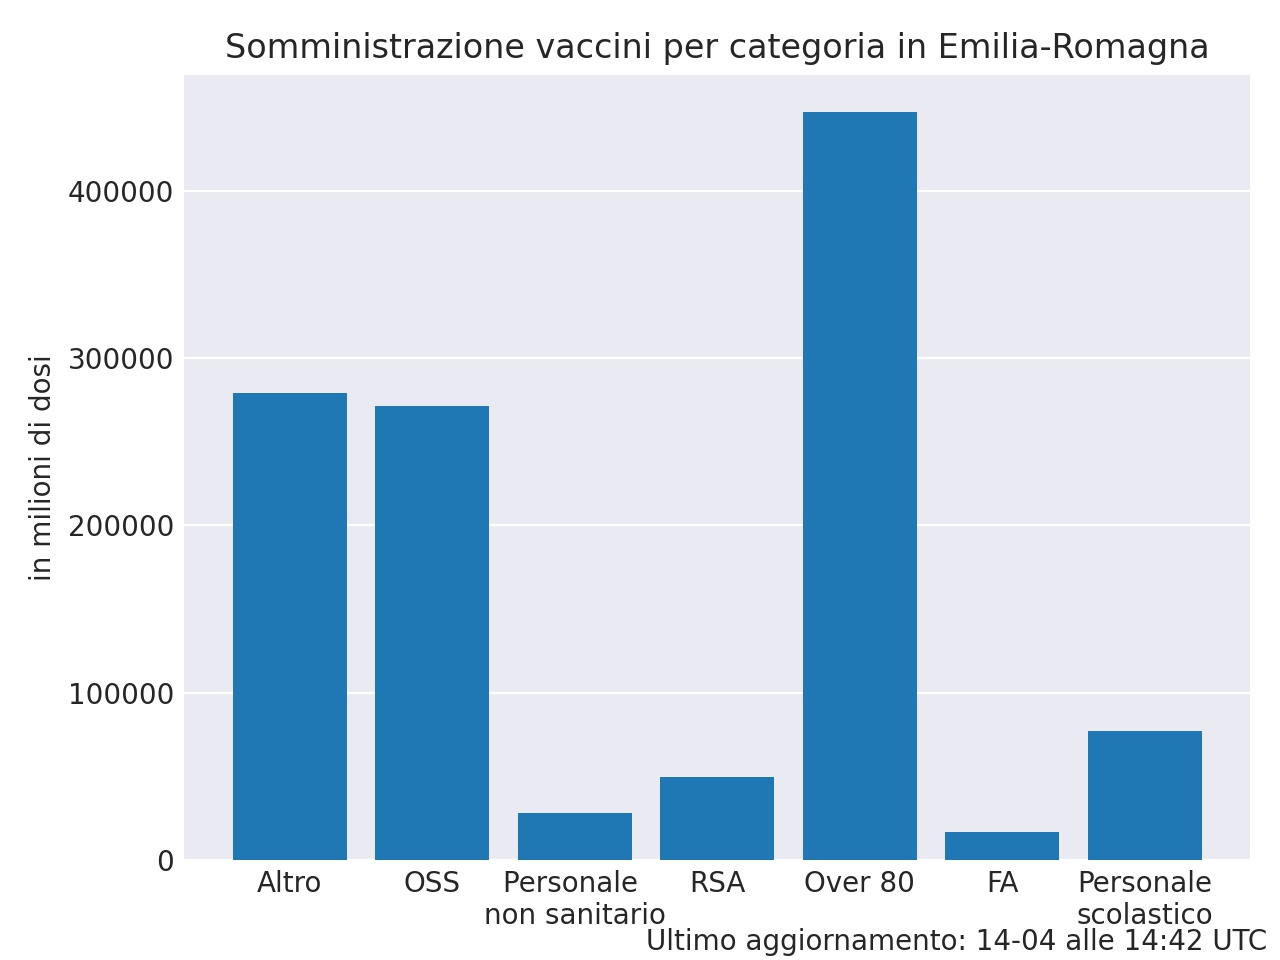 Somministrazione vaccini per categoria in Emilia-Romagna
in milioni di dosi
400000
300000
200000
100000
0
Altro
OSS
Personale
non sanitario
RSA
Over 80
FA
Personale
scolastico
Ultimo aggiornamento: 14-04 alle 14:42 UTC